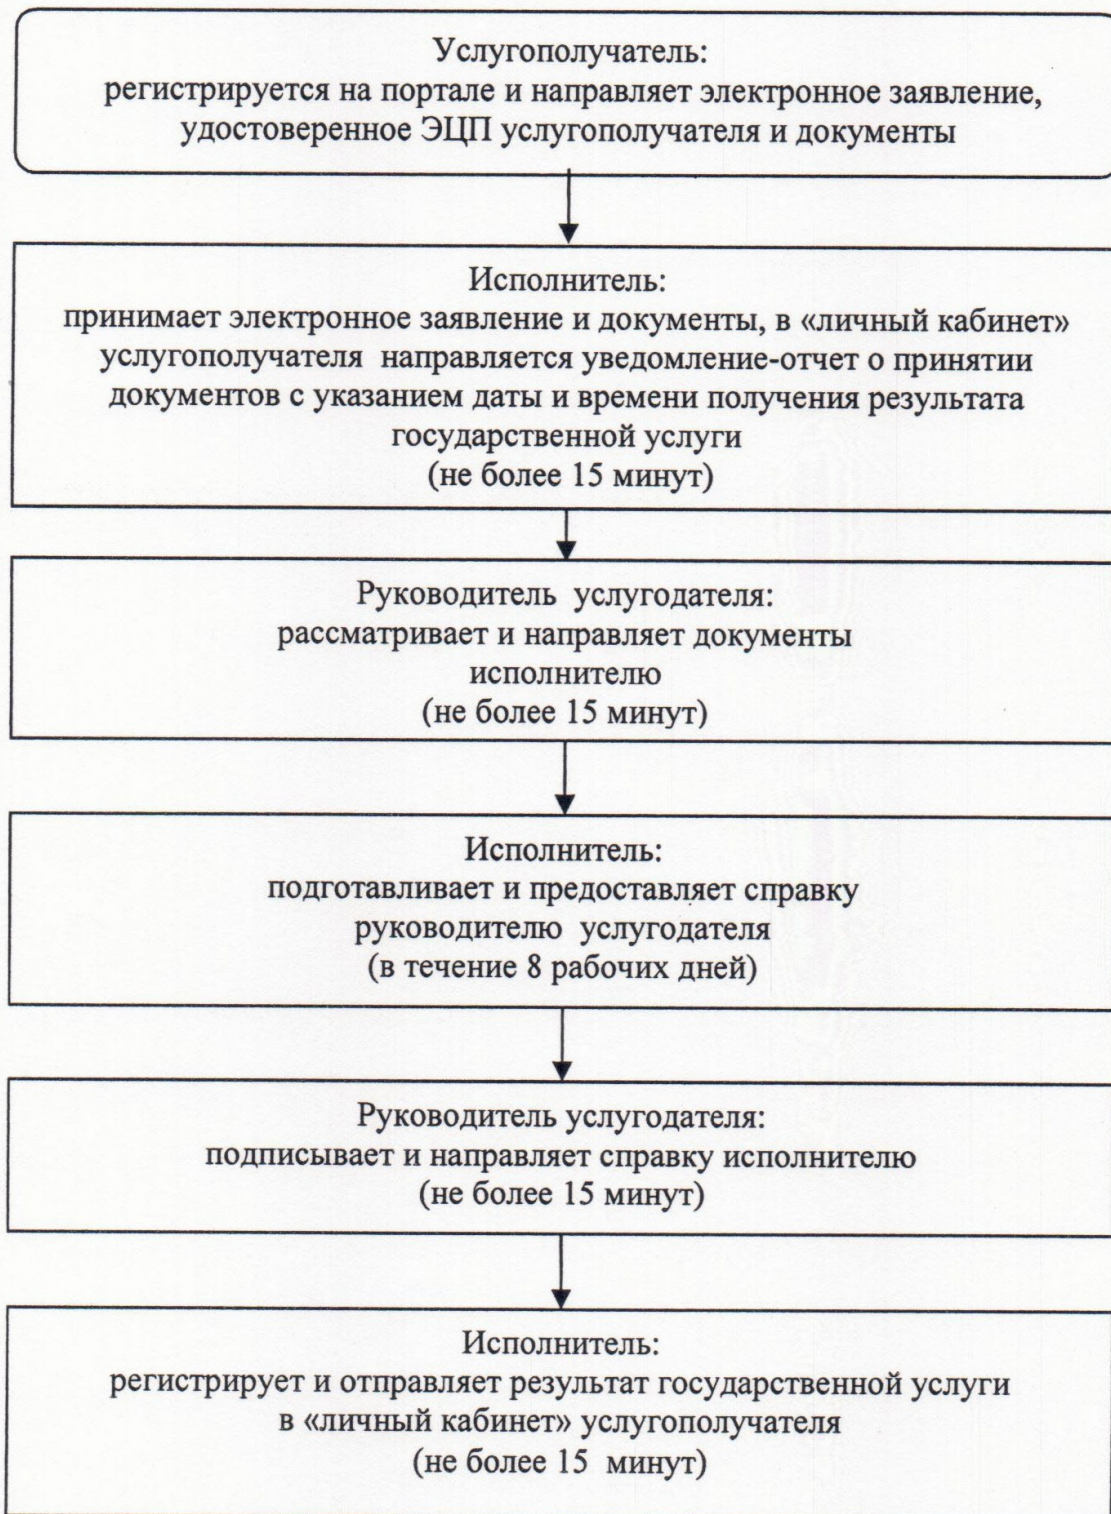 Услугополучатель:
регистрируется на портале и направляет электронное заявление,
удостоверенное ЭЦП услугополучателя и документы
Исполнитель:
принимает электронное заявление и документы, в «личный кабинет»
услугополучателя направляется уведомление-отчет о принятии
документов с указанием даты и времени получения результата
государственной услуги
(не более 15 минут)
Руководитель услугодателя:
рассматривает и направляет документы
исполнителю
(не более 15 минут)
Исполнитель:
подготавливает и предоставляет справку
руководителю услугодателя
(в течение 8 рабочих дней)
Руководитель услугодателя:
подписывает и направляет справку исполнителю
(не более 15 минут)
Исполнитель:
регистрирует и отправляет результат государственной услуги
в «личный кабинет» услугополучателя
(не более 15 минут)